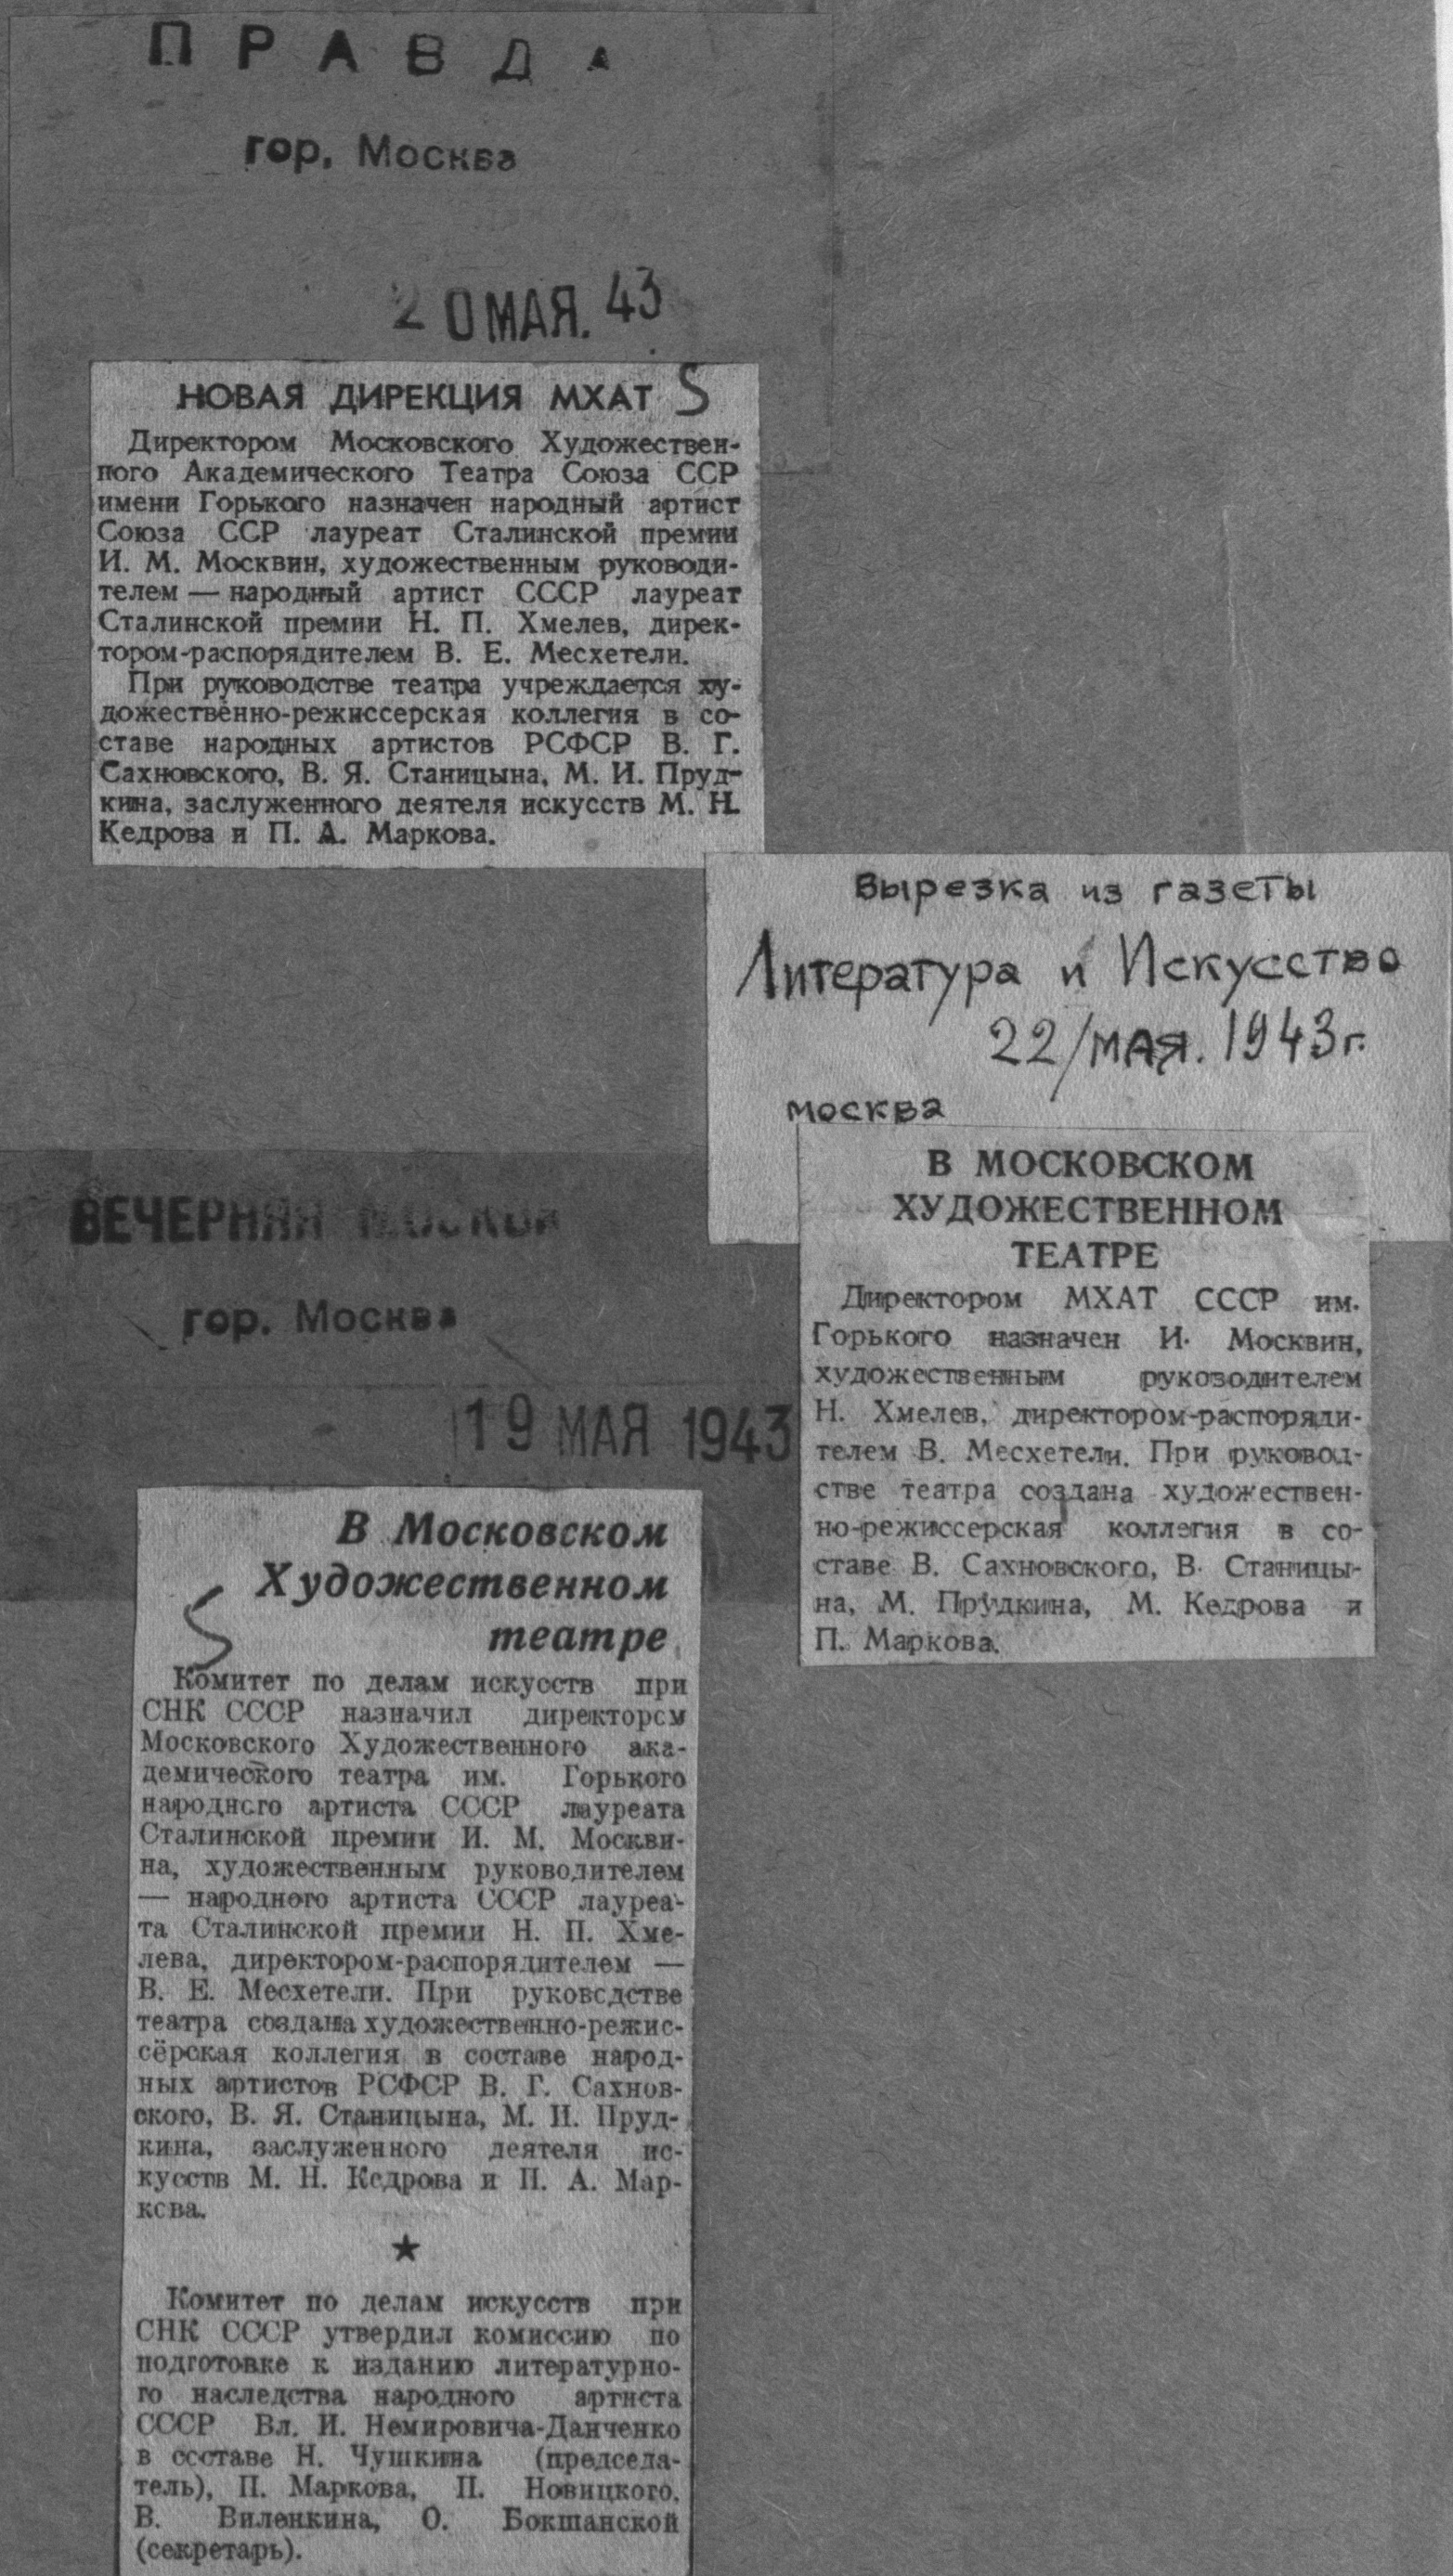 ПРАВДА
гор. Москва
20 МАЯ. 43
НОВАЯ ДИРЕКЦИЯ МХАТ
Директором Московского Художествен-
ного Академического Театра Союза ССР
имени Горького назначен народный артист
Союза ССР лауреат Сталинской премии
И. М. Москвин, художественным руководи-
телем — народный артист СССР лауреат
Сталинской премии Н. П. Хмелев, дирек-
тором-распорядителем В. Е. Месхетели.
При руководстве театра учреждается ху-
дожественно-режиссерская коллегия в со-
ставе народных артистов РСФСР В. Г.
Сахновского, В. Я. Станицына, М. И. Пруд-
кина, заслуженного деятеля искусств М. Н.
Кедрова и П. А. Маркова.
Вырезка из газеты
Литература и Искусство
22/МАЯ. 1943 г.
москва
В МОСКОВСКОМ
ХУДОЖЕСТВЕННОМ
ТЕАТРЕ
Директором МХАТ СССР им.
Горького назначен И. Москвин,
художественным руководителем
Н. Хмелев, директором-распоряди-
телем В. Месхетели. При руковод-
стве театра создана художествен-
но-режиссерская коллегия в со-
ставе В. Сахновского, В. Станицы-
на, М. Прудкина, М. Кедрова и
П. Маркова.
ВЕЧЕРНЯЯ МОСКВА
гор. Москва
19 МАЯ 1943
В Московском
Художественном
театре
Комитет по делам искусств при
СНК СССР назначил директором
Московского Художественного ака-
демического театра им. Горького
народного артиста СССР лауреата
Сталинской премии И. М. Москви-
на, художественным руководителем
— народного артиста СССР лауреа-
та Сталинской премии Н. П. Хме-
лева, директором-распорядителем —
В. Е. Месхетели. При руководстве
театра создана художественно-режис-
сёрская коллегия в составе народ-
ных артистов РСФСР В. Г. Сахнов-
ского, В. Я. Станицына, М. И. Пруд-
кина, заслуженного деятеля ис-
кусств М. Н. Кедрова и П. А. Мар-
кова.
Комитет по делам искусств при
СНК СССР утвердил комиссию по
подготовке к изданию литературно-
го наследства народного артиста
СССР Вл. И. Немировича-Данченко
в составе Н. Чушкина (председа-
тель), П. Маркова, П. Новицкого,
В. Виленкина, О. Бокшанской
(секретарь).